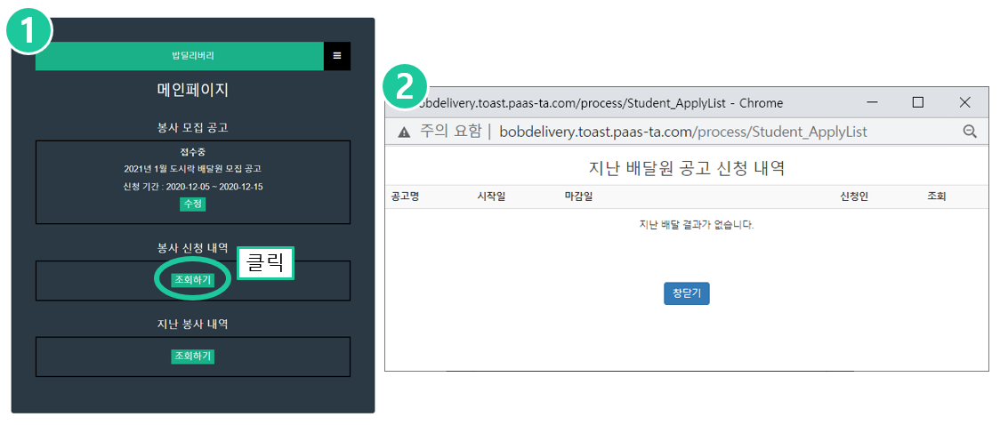 1
밥딜리버리
메인페이지
봉사 모집 공고
접수중
2021년 1월 도시락 배달원 모집 공고
신청 기간 : 2020-12-05 ~ 2020-12-15
수정
봉사 신청 내역
조회하기
클릭
지난 봉사 내역
조회하기
2
bobdelivery.toast.paas-ta.com/process/Student_ApplyList - Chrome
주의 요함 | bobdelivery.toast.paas-ta.com/process/Student_ApplyList
지난 배달원 공고 신청 내역
공고명 시작일 마감일 신청인 조회
지난 배달 결과가 없습니다.
창닫기